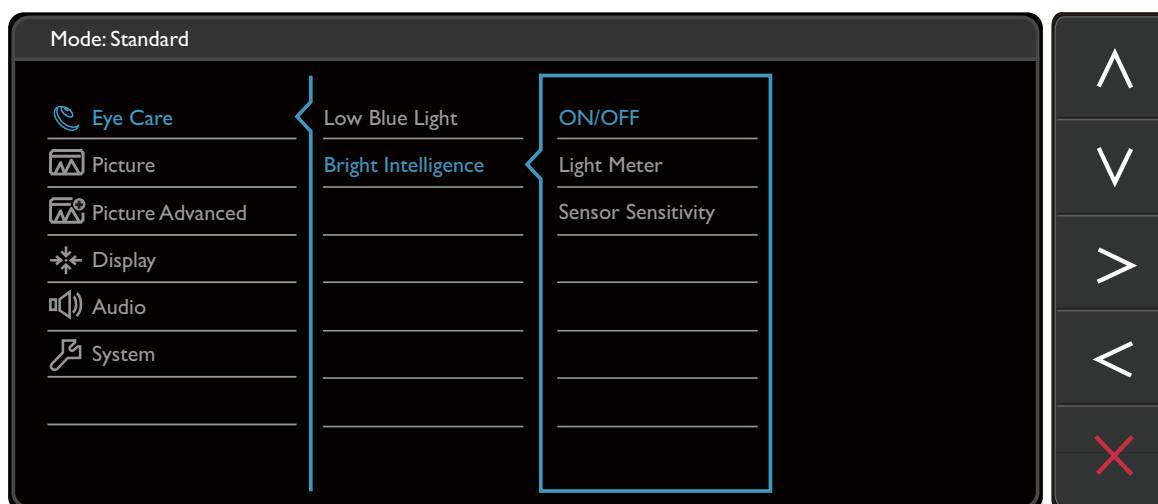 Mode: Standard
Eye Care
Picture
Picture Advanced
Display
Audio
System
Low Blue Light
Bright Intelligence
ON/OFF
Light Meter
Sensor Sensitivity